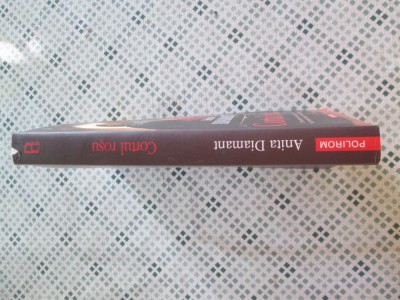 POLIROM
Anita Diamant
Cortul roșu